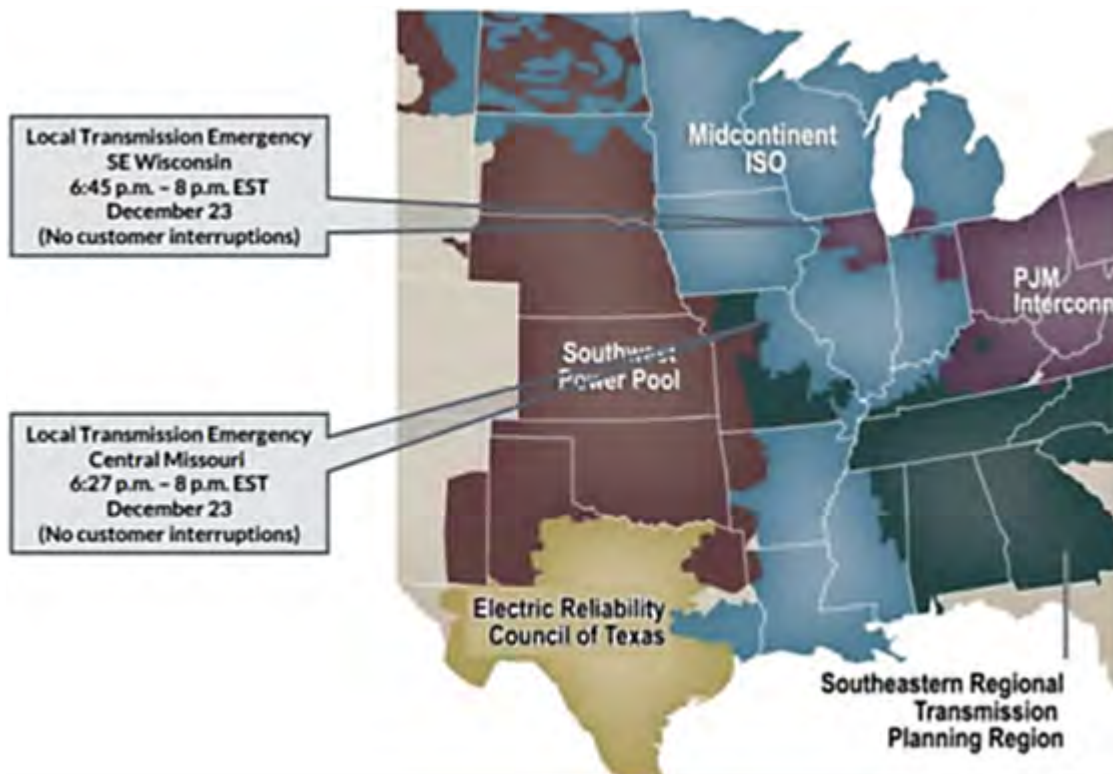 Local Transmission Emergency
SE Wisconsin
6:45 p.m. – 8 p.m. EST
December 23
(No customer interruptions)
Midcontinent
ISO
PJM
Interconn
Southwest
Power Pool
Local Transmission Emergency
Central Missouri
6:27 p.m. – 8 p.m. EST
December 23
(No customer interruptions)
Electric Reliability
Council of Texas
Southeastern Regional
Transmission
Planning Region